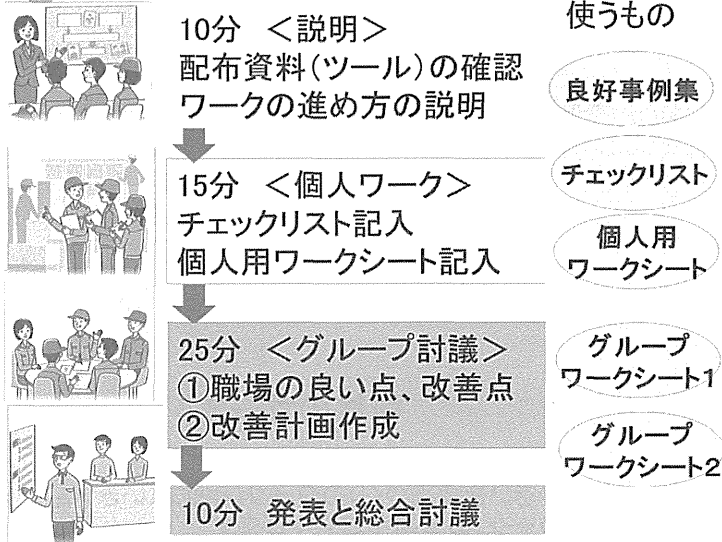 10分 ＜説明＞
配布資料（ツール）の確認
ワークの進め方の説明
15分 ＜個人ワーク＞
チェックリスト記入
個人用ワークシート記入
25分 ＜グループ討議＞
①職場の良い点、改善点
②改善計画作成
10分 発表と総合討議
使うもの
良好事例集
チェックリスト
個人用
ワークシート
グループ
ワークシート1
グループ
ワークシート2